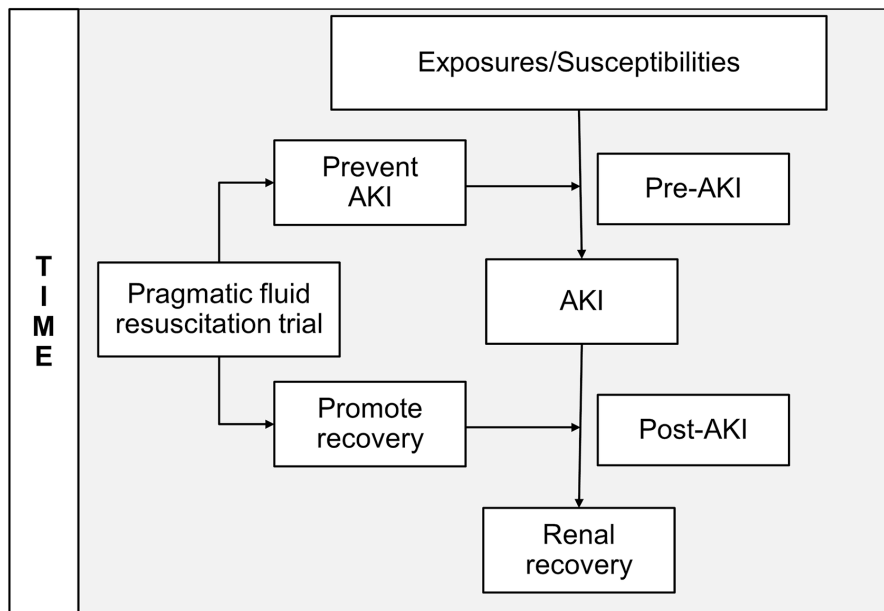 Exposures/Susceptibilities
Prevent
AKI
Pre-AKI
T
I
M
E
Pragmatic fluid
resuscitation trial
AKI
Promote
recovery
Post-AKI
Renal
recovery